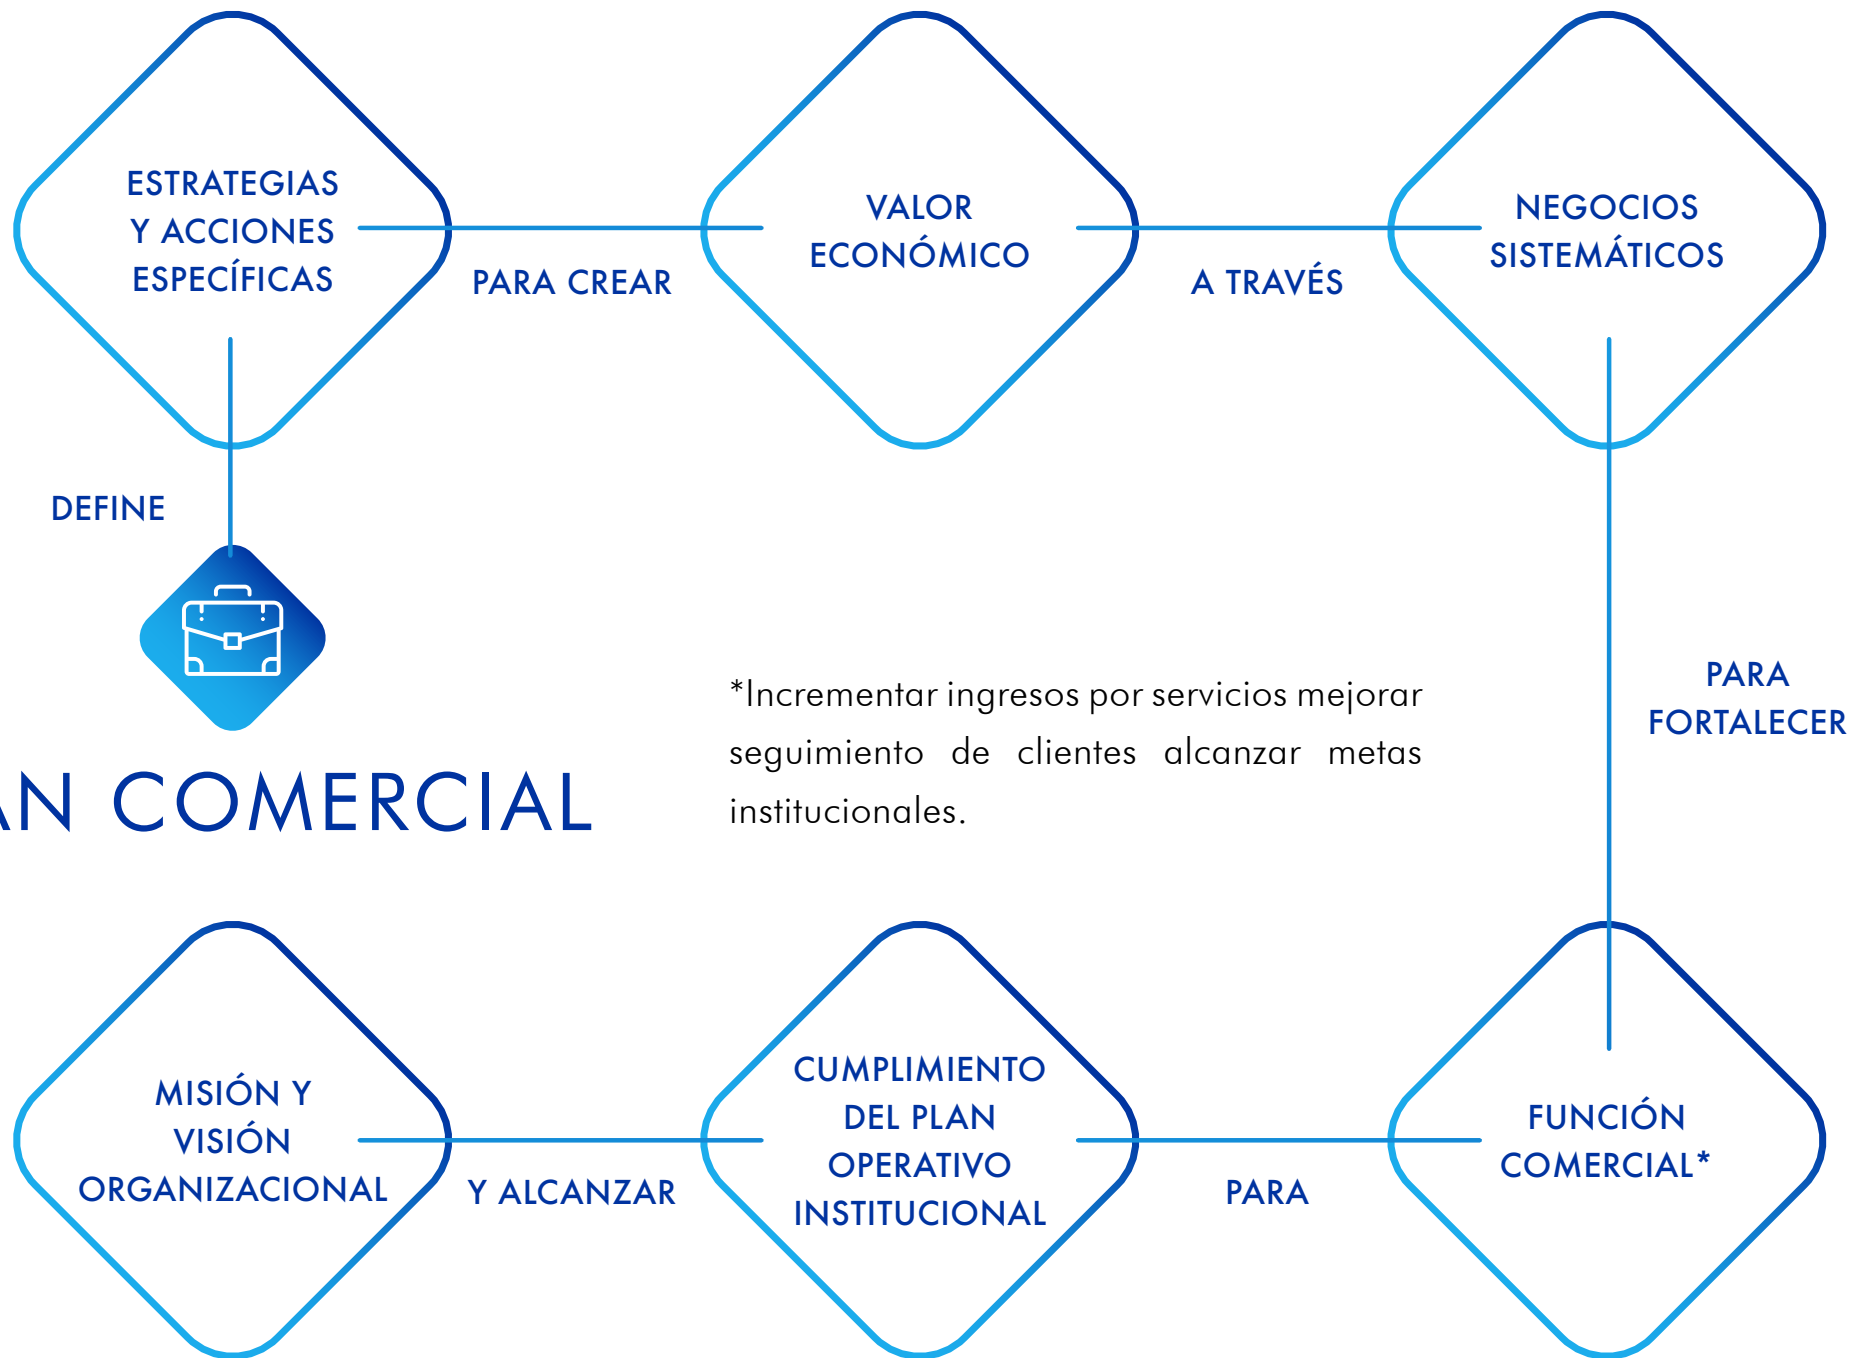 ESTRATEGIAS
Y ACCIONES
ESPECÍFICAS
PARA CREAR
VALOR
ECONÓMICO
A TRAVÉS
NEGOCIOS
SISTEMÁTICOS
DEFINE
AN COMERCIAL
*Incrementar ingresos por servicios mejorar
seguimiento de clientes alcanzar metas
institucionales.
PARA
FORTALECER
MISIÓN Y
VISIÓN
ORGANIZACIONAL
Y ALCANZAR
CUMPLIMIENTO
DEL PLAN
OPERATIVO
INSTITUCIONAL
PARA
FUNCIÓN
COMERCIAL*